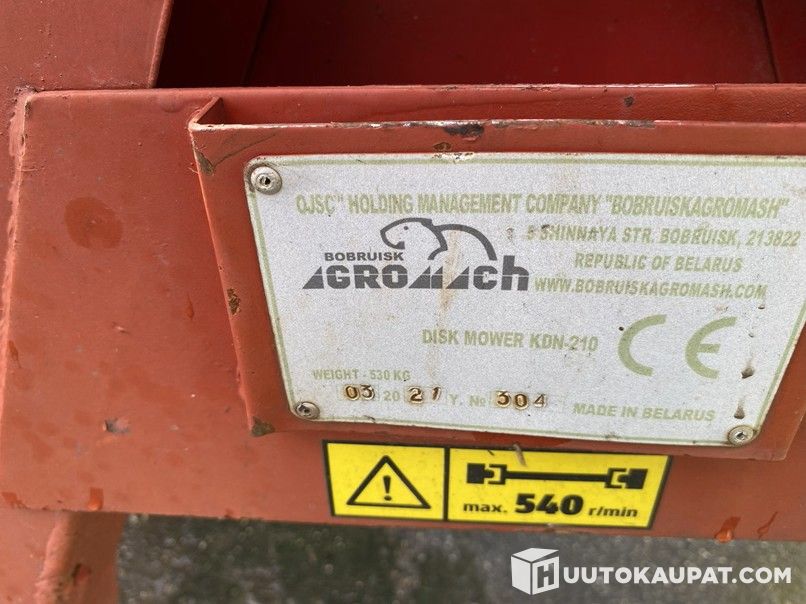 OJSC" HOLDING MANAGEMENT COMPANY "BOBRUISKAGROMASH"
5 SHINNAYA STR. BOBRUISK, 213822
REPUBLIC OF BELARUS
WWW.BOBRUISKAGROMASH.COM
BOBRUISK
AGROMAch
DISK MOWER KDN-210
CE
WEIGHT - 530 KG
03 20 21 Y. № 304
MADE IN BELARUS
max. 540 r/min
HUUTOKAUPAT.COM